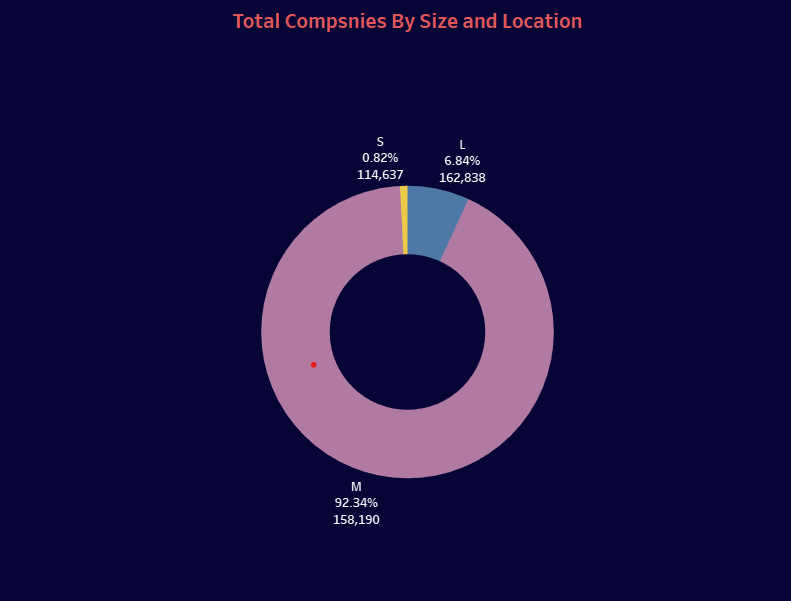 Total Compsnies By Size and Location
S
0.82%
114,637
L
6.84%
162,838
M
92.34%
158,190